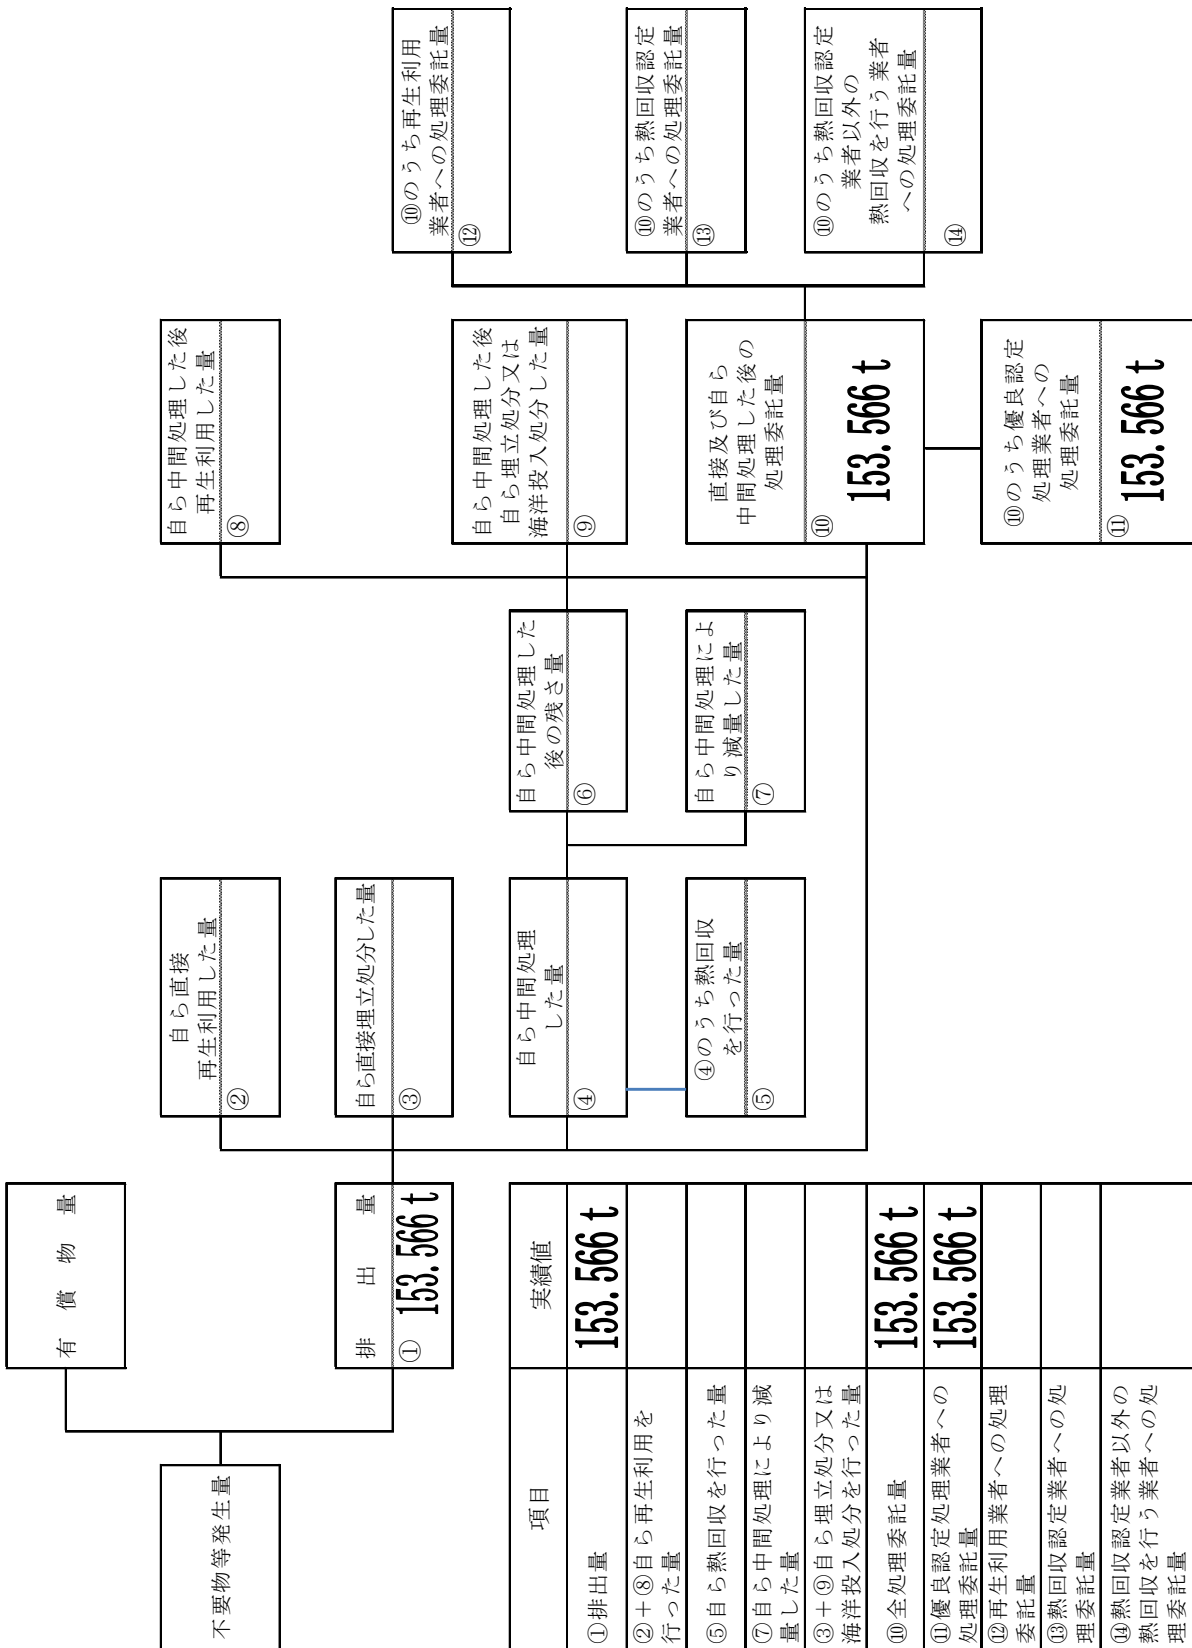 有償物量
不要物等発生量
排出量
① 153.566ｔ
自ら直接
再生利用した量
②
自ら直接埋立処分した量
③
自ら中間処理
した量
④
④のうち熱回収
を行った量
⑤
自ら中間処理した
後の残さ量
⑥
自ら中間処理によ
り減量した量
⑦
自ら中間処理した後
再生利用した量
⑧
自ら中間処理した後
自ら埋立処分又は
海洋投入処分した量
⑨
直接及び自ら
中間処理した後の
処理委託量
⑩
153.566ｔ
⑩のうち優良認定
処理業者への
処理委託量
⑪
153.566ｔ
⑩のうち再生利用
業者への処理委託量
⑫
⑩のうち熱回収認定
業者への処理委託量
⑬
⑩のうち熱回収認定
業者以外の
熱回収を行う業者
への処理委託量
⑭
項目 実績値
①排出量 153.566ｔ
②＋⑧自ら再生利用を
行った量
⑤自ら熱回収を行った量
⑦自ら中間処理により減
量した量
③＋⑨自ら埋立処分又は
海洋投入処分を行った量
⑩全処理委託量 153.566ｔ
⑪優良認定処理業者への
処理委託量 153.566ｔ
⑫再生利用業者への処理
委託量
⑬熱回収認定業者への処
理委託量
⑭熱回収認定業者以外の
熱回収を行う業者への処
理委託量